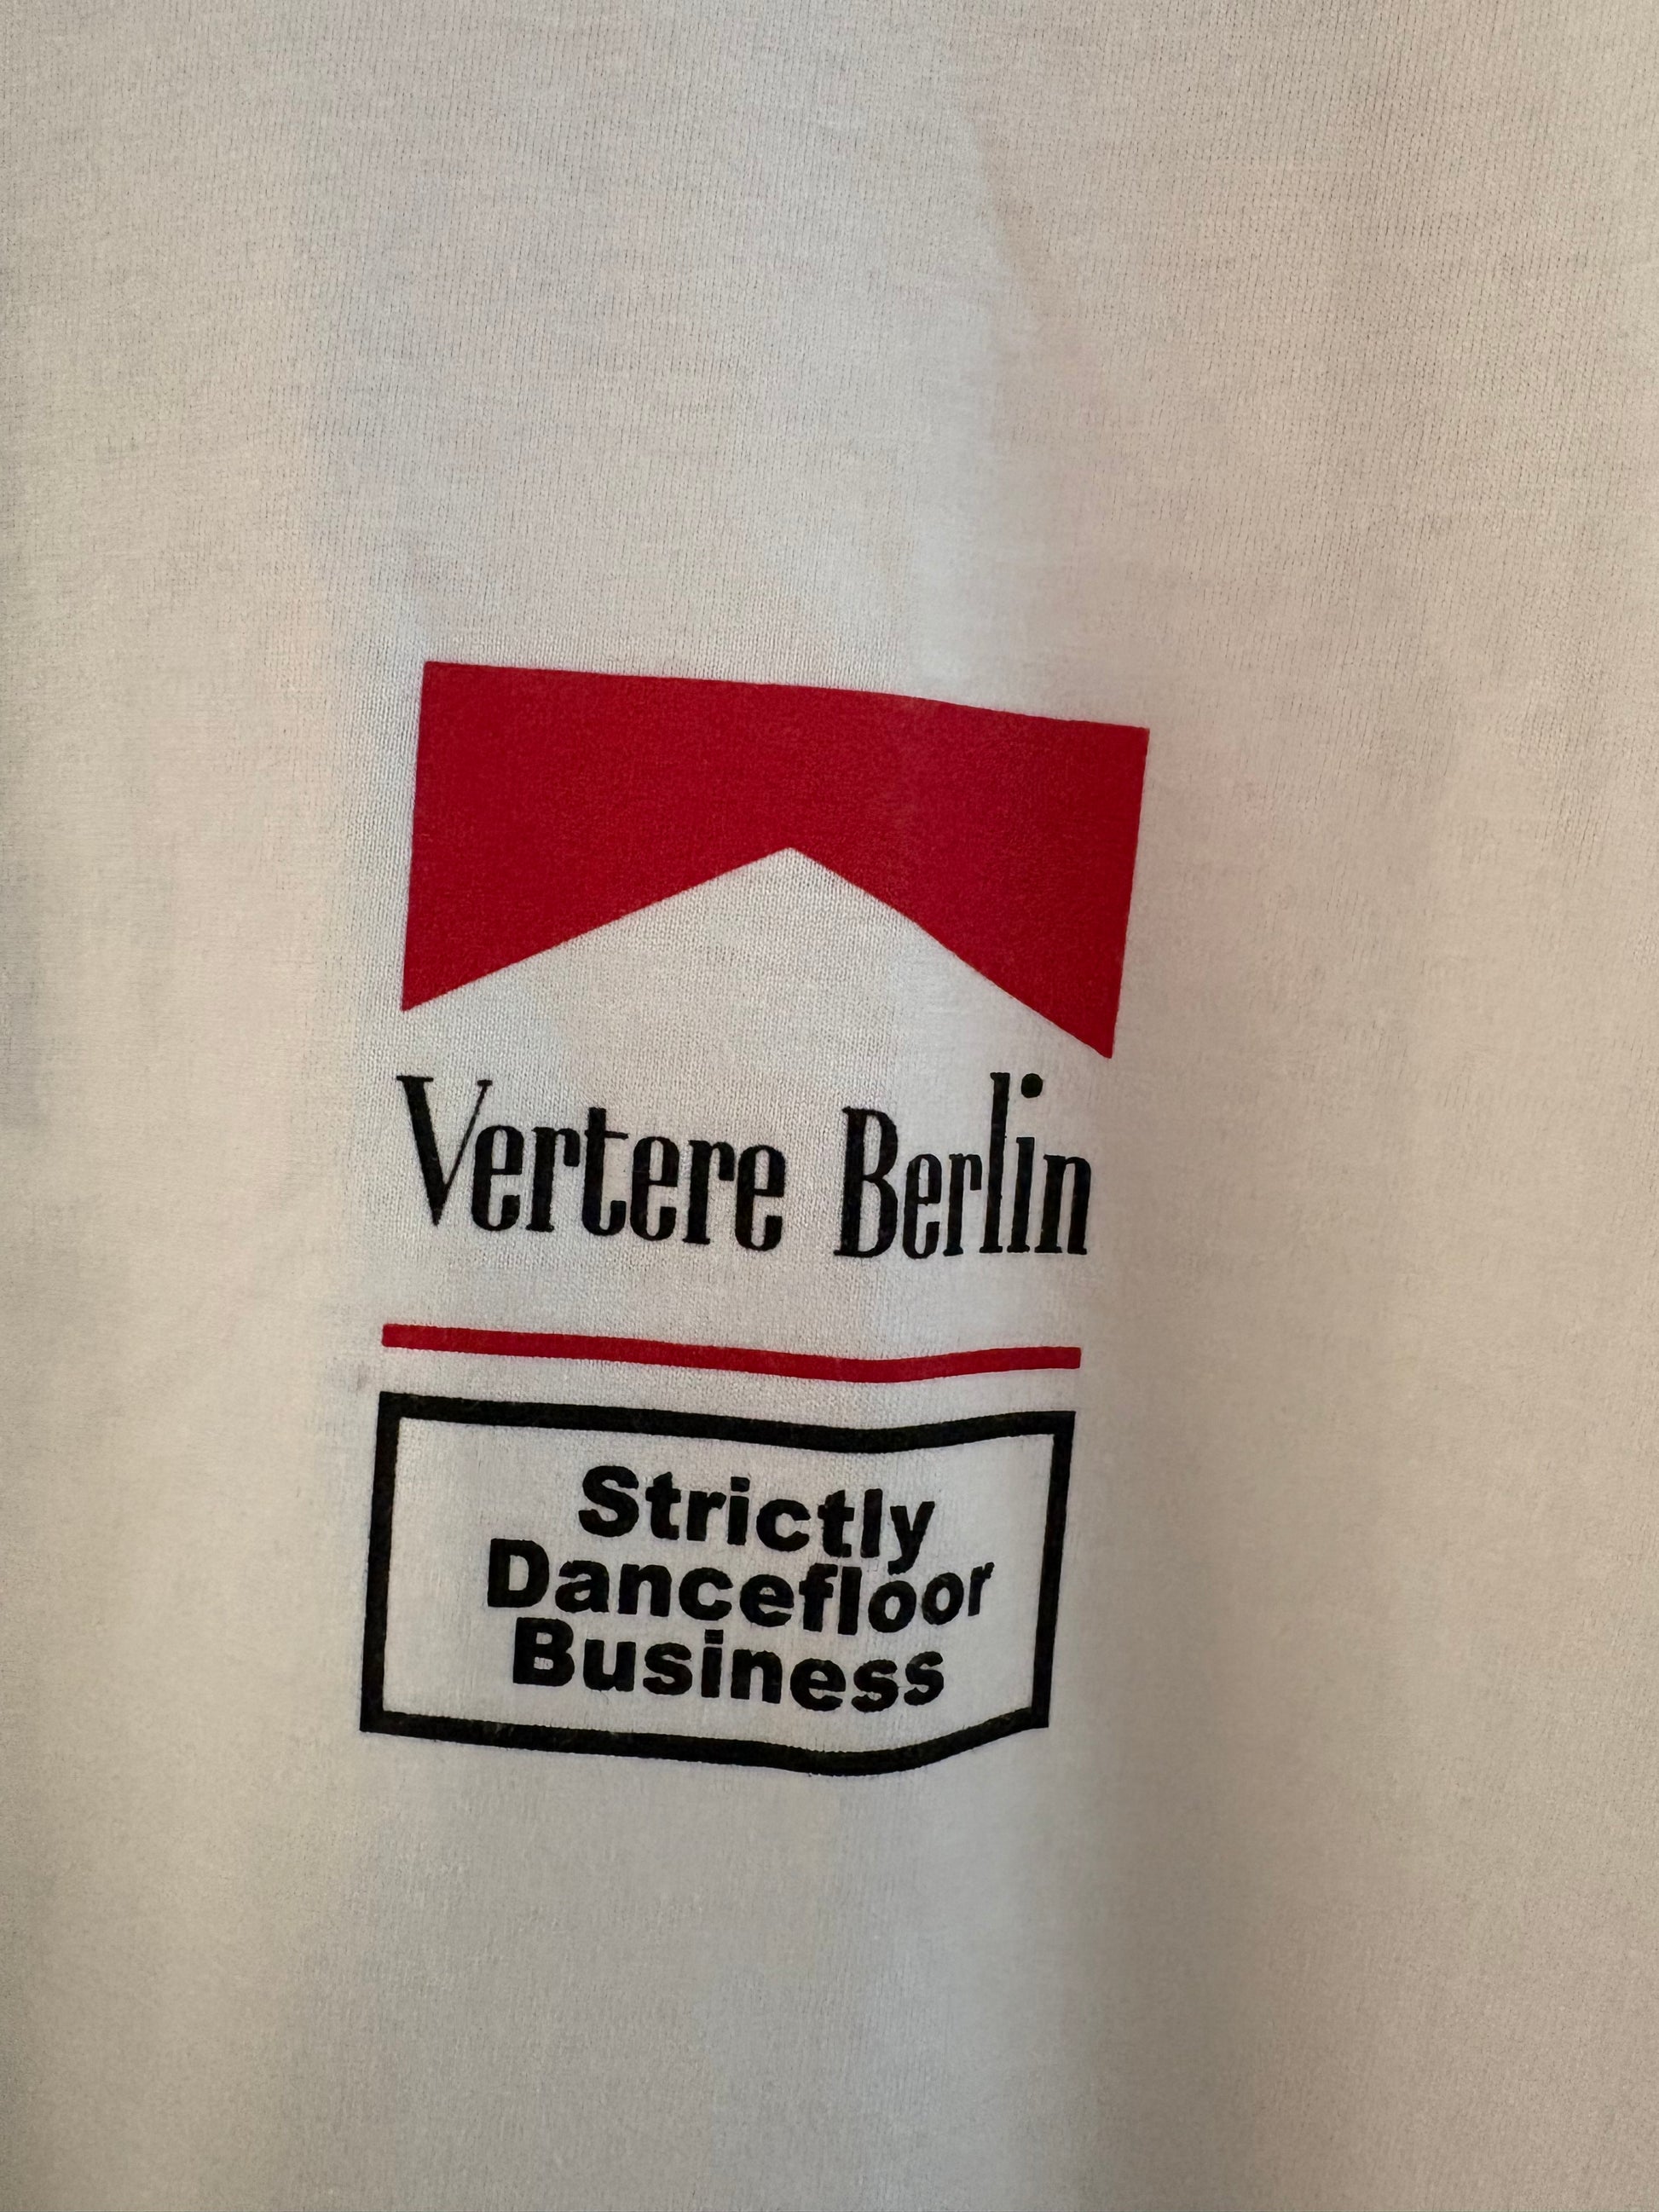 Vertere Berlin
Strictly
Dancefloor
Business